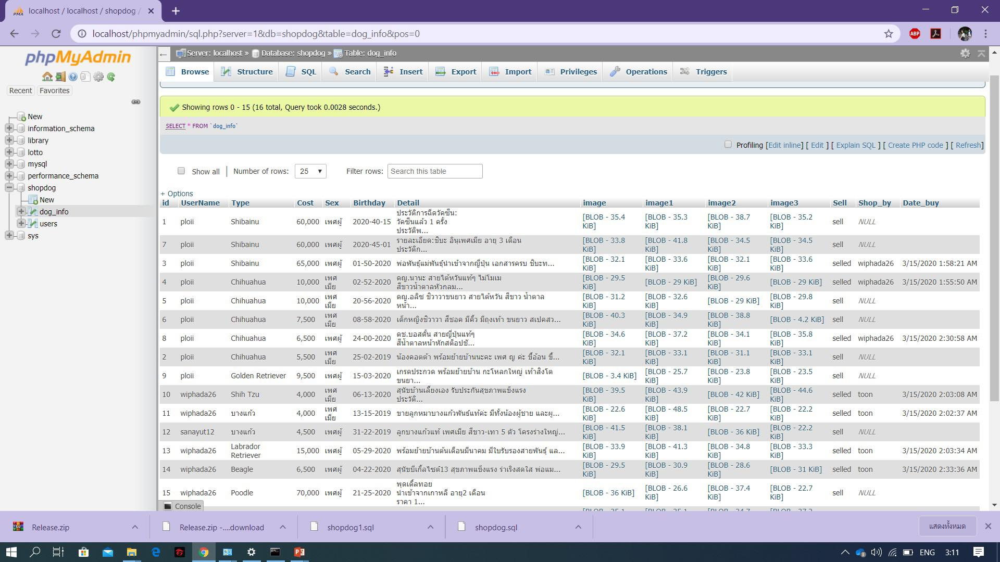 localhost / localhost / shopdog /
localhost/phpmyadmin/sql.php?server=1&db=shopdog&table=dog_info&pos=0
ABP
phpMyAdmin
Recent Favorites
New
information_schema
library
lotto
mysql
performance_schema
shopdog
New
dog_info
users
sys
Server: localhost » Database: shopdog » Table: dog_info
Browse Structure SQL Search Insert Export Import Privileges Operations Triggers
Showing rows 0 - 15 (16 total, Query took 0.0028 seconds.)
SELECT * FROM `dog_info`
Profiling [Edit inline] [ Edit ] [ Explain SQL ] [ Create PHP code ] [ Refresh]
Show all | Number of rows: 25 Filter rows: Search this table
+ Options
id UserName Type Cost Sex Birthday Detail image image1 image2 image3 Sell Shop_by Date_buy
1 ploii Shibainu 60,000 เพศผู้ 2020-40-15 ประวัติการฉีดวัคซีน: วัคซีนแล้ว 1 ครั้ง ประวัติพ... [BLOB - 35.4 KiB] [BLOB - 35.3 KiB] [BLOB - 38.7 KiB] [BLOB - 35.2 KiB] sell NULL
7 ploii Shibainu 60,000 เพศผู้ 2020-45-01 รายละเอียด:ชิบะ อินุเพศเมีย อายุ 3 เดือน ประวัติก... [BLOB - 33.8 KiB] [BLOB - 41.8 KiB] [BLOB - 34.5 KiB] [BLOB - 34.5 KiB] sell NULL
3 ploii Shibainu 65,000 เพศผู้ 01-50-2020 พ่อพันธุ์แม่พันธุ์นำเข้าจากญี่ปุ่น เอกสารครบ ชิบะท... [BLOB - 32.1 KiB] [BLOB - 33.6 KiB] [BLOB - 32.1 KiB] [BLOB - 33.6 KiB] selled wiphada26 3/15/2020 1:58:21 AM
4 ploii Chihuahua 10,000 เพศเมีย 02-52-2020 ดญ.นานะ สายไต้หวันแท้ๆ ไม่โมเม สีขาวน้ำตาลหัวกลม... [BLOB - 29.5 KiB] [BLOB - 29 KiB] [BLOB - 29.6 KiB] [BLOB - 29 KiB] selled wiphada26 3/15/2020 1:55:50 AM
5 ploii Chihuahua 10,000 เพศเมีย 20-56-2020 ดญ.อลิซ ชิวาวาขนยาว สายไต้หวัน สีขาว น้ำตาล หน้า... [BLOB - 31.2 KiB] [BLOB - 32.6 KiB] [BLOB - 29 KiB] [BLOB - 29.8 KiB] sell NULL
6 ploii Chihuahua 7,500 เพศเมีย 08-58-2020 เด็กหญิงชิวาวา สีชอค มีคิ้ว มีถุงเท้า ขนยาว สเปคสว... [BLOB - 40.3 KiB] [BLOB - 34.9 KiB] [BLOB - 38.8 KiB] [BLOB - 4.2 KiB] sell NULL
8 ploii Chihuahua 6,500 เพศผู้ 24-00-2020 ดช.บอสตั้น สายญี่ปุ่นแท้ๆ สีน้ำตาลหน้าหักสต็อปชั... [BLOB - 34.6 KiB] [BLOB - 37.2 KiB] [BLOB - 34.1 KiB] [BLOB - 35.8 KiB] selled wiphada26 3/15/2020 2:30:58 AM
2 ploii Chihuahua 5,500 เพศเมีย 25-02-2019 น้องคอตต้า พร้อมย้ายบ้านนะคะ เพศ ญ ค่ะ ขี้อ้อน ขี้... [BLOB - 32.1 KiB] [BLOB - 33.1 KiB] [BLOB - 31.1 KiB] [BLOB - 33.1 KiB] sell NULL
9 ploii Golden Retriever 9,500 เพศผู้ 15-03-2020 เกรดประกวด พร้อมย้ายบ้าน กะโหลกใหญ่ เท้าสิงโต ขนยา... [BLOB - 3.4 KiB] [BLOB - 25.7 KiB] [BLOB - 23.8 KiB] [BLOB - 23.5 KiB] sell NULL
10 wiphada26 Shih Tzu 4,000 เพศเมีย 06-13-2020 สุนัขบ้านเลี้ยงเอง รับประกันสุขภาพแข็งแรง ประวัติ... [BLOB - 39.5 KiB] [BLOB - 43.9 KiB] [BLOB - 42 KiB] [BLOB - 44.6 KiB] selled toon 3/15/2020 2:03:08 AM
11 wiphada26 บางแก้ว 4,000 เพศเมีย 13-15-2019 ขายลูกหมาบางแก้วพันธ์แท้ค่ะ มีทั้งน้องผู้ชาย และผู... [BLOB - 22.6 KiB] [BLOB - 48.5 KiB] [BLOB - 22.7 KiB] [BLOB - 22.2 KiB] selled toon 3/15/2020 2:02:37 AM
12 sanayut12 บางแก้ว 4,500 เพศผู้ 31-22-2019 ลูกบางแก้วแท้ เพศเมีย สีขาว-เทา 5 ตัว โครงร่างใหญ่... [BLOB - 41.5 KiB] [BLOB - 38.1 KiB] [BLOB - 36 KiB] [BLOB - 22.2 KiB] sell NULL
13 wiphada26 Labrador Retriever 15,000 เพศผู้ 05-29-2020 พร้อมย้ายบ้านต้นเดือนมีนาคม มีใบรับรองสายพันธุ์ แล... [BLOB - 33.9 KiB] [BLOB - 41.3 KiB] [BLOB - 34.8 KiB] [BLOB - 33.3 KiB] selled toon 3/15/2020 2:03:34 AM
14 wiphada26 Beagle 6,500 เพศผู้ 04-22-2020 สุนัขบีเกิ้ลไซต์13 สุขภาพแข็งแรง ร่าเริงสดใส พ่อแม... [BLOB - 29.5 KiB] [BLOB - 30.9 KiB] [BLOB - 28.6 KiB] [BLOB - 31 KiB] selled toon 3/15/2020 2:33:36 AM
15 wiphada26 Poodle 70,000 เพศผู้ 21-25-2020 พุดเดิ้ลทอย นำเข้าจากเกาหลี อายุ2 เดือน ราคา 1... [BLOB - 36 KiB] [BLOB - 26.6 KiB] [BLOB - 37.4 KiB] [BLOB - 22.7 KiB] sell NULL
Console
Release.zip Release.zip -....download shopdog1.sql shopdog.sql แสดงทั้งหมด
ENG 3:11